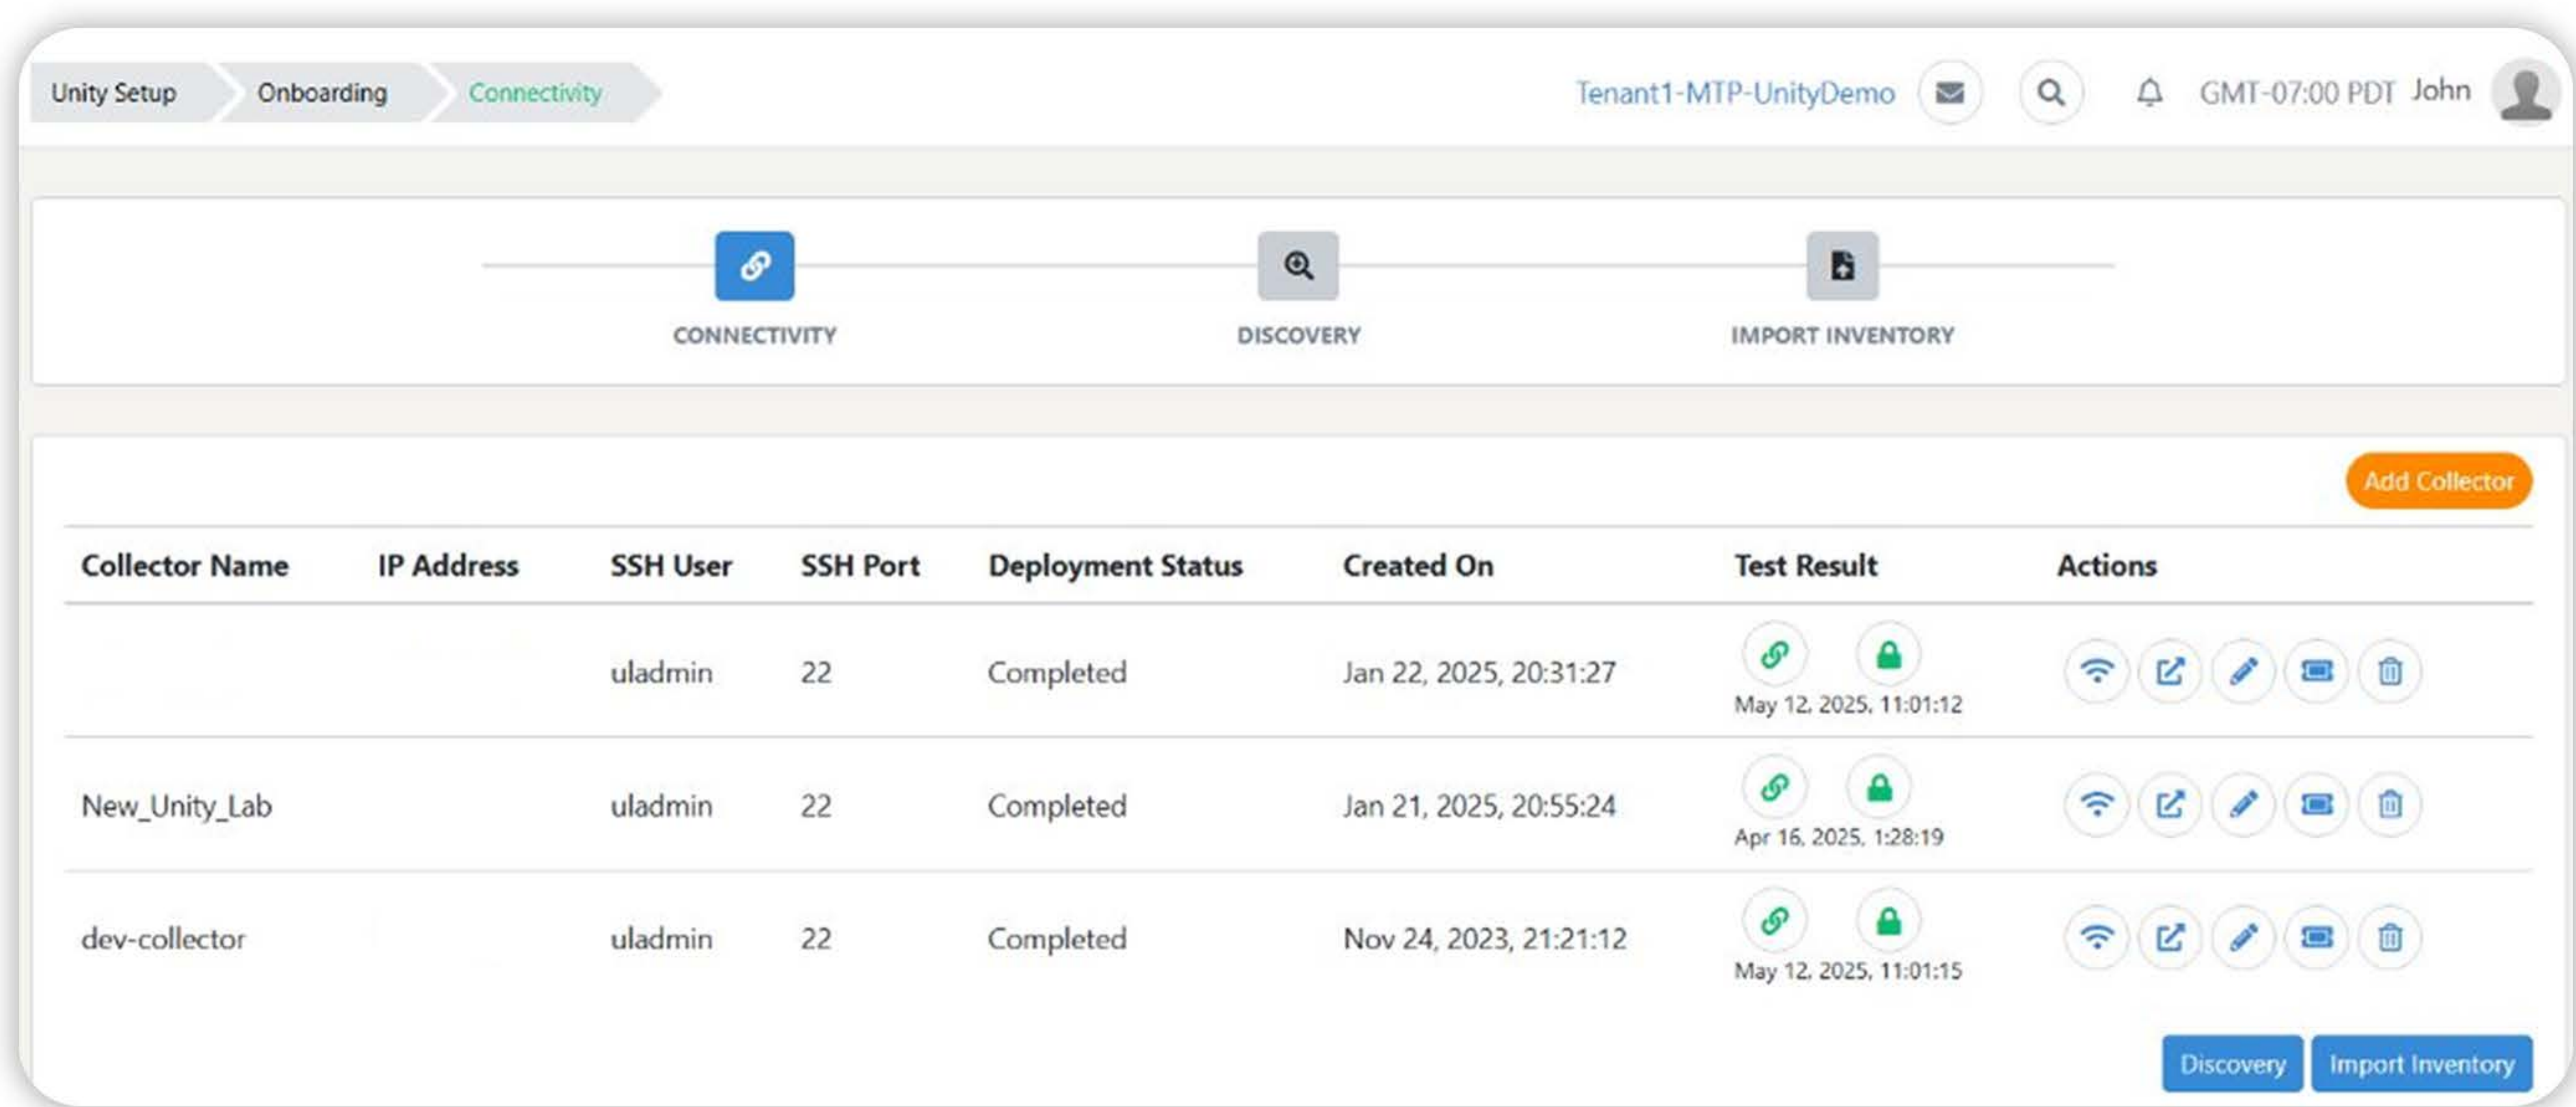 Unity Setup Onboarding Connectivity Tenant1-MTP-UnityDemo GMT-07:00 PDT John
CONNECTIVITY DISCOVERY IMPORT INVENTORY
Add Collector
Collector Name IP Address SSH User SSH Port Deployment Status Created On Test Result Actions
uladmin 22 Completed Jan 22, 2025, 20:31:27
May 12, 2025, 11:01:12
New_Unity_Lab uladmin 22 Completed Jan 21, 2025, 20:55:24
Apr 16, 2025, 1:28:19
dev-collector uladmin 22 Completed Nov 24, 2023, 21:21:12
May 12, 2025, 11:01:15
Discovery Import Inventory